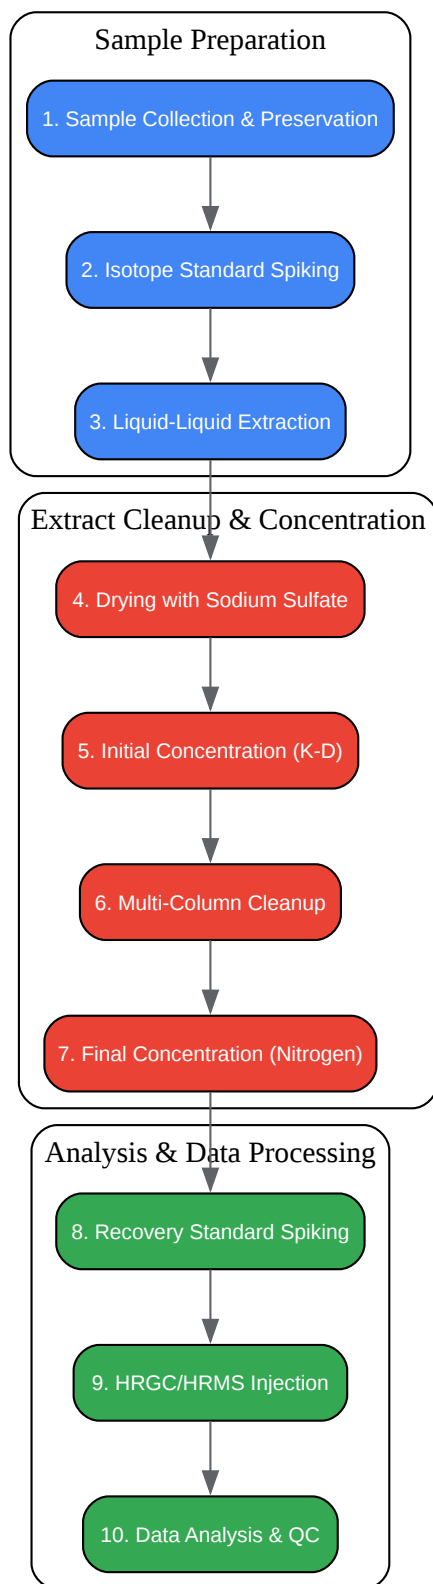 Sample Preparation
1. Sample Collection & Preservation
2. Isotope Standard Spiking
3. Liquid-Liquid Extraction
Extract Cleanup & Concentration
4. Drying with Sodium Sulfate
5. Initial Concentration (K-D)
6. Multi-Column Cleanup
7. Final Concentration (Nitrogen)
Analysis & Data Processing
8. Recovery Standard Spiking
9. HRGC/HRMS Injection
10. Data Analysis & QC